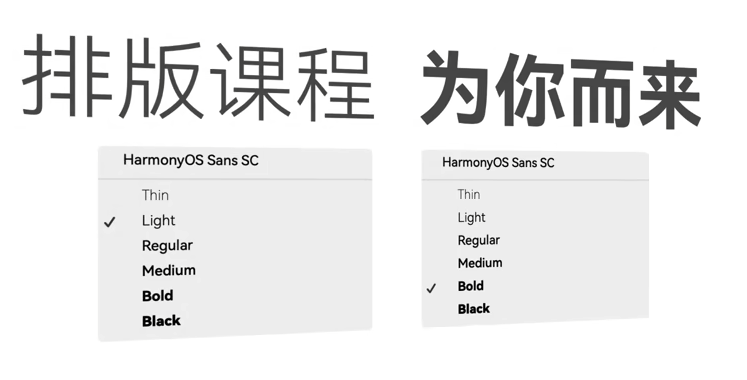 排版课程 为你而来
HarmonyOS Sans SC
Thin
Light
Regular
Medium
Bold
Black
HarmonyOS Sans SC
Thin
Light
Regular
Medium
Bold
Black